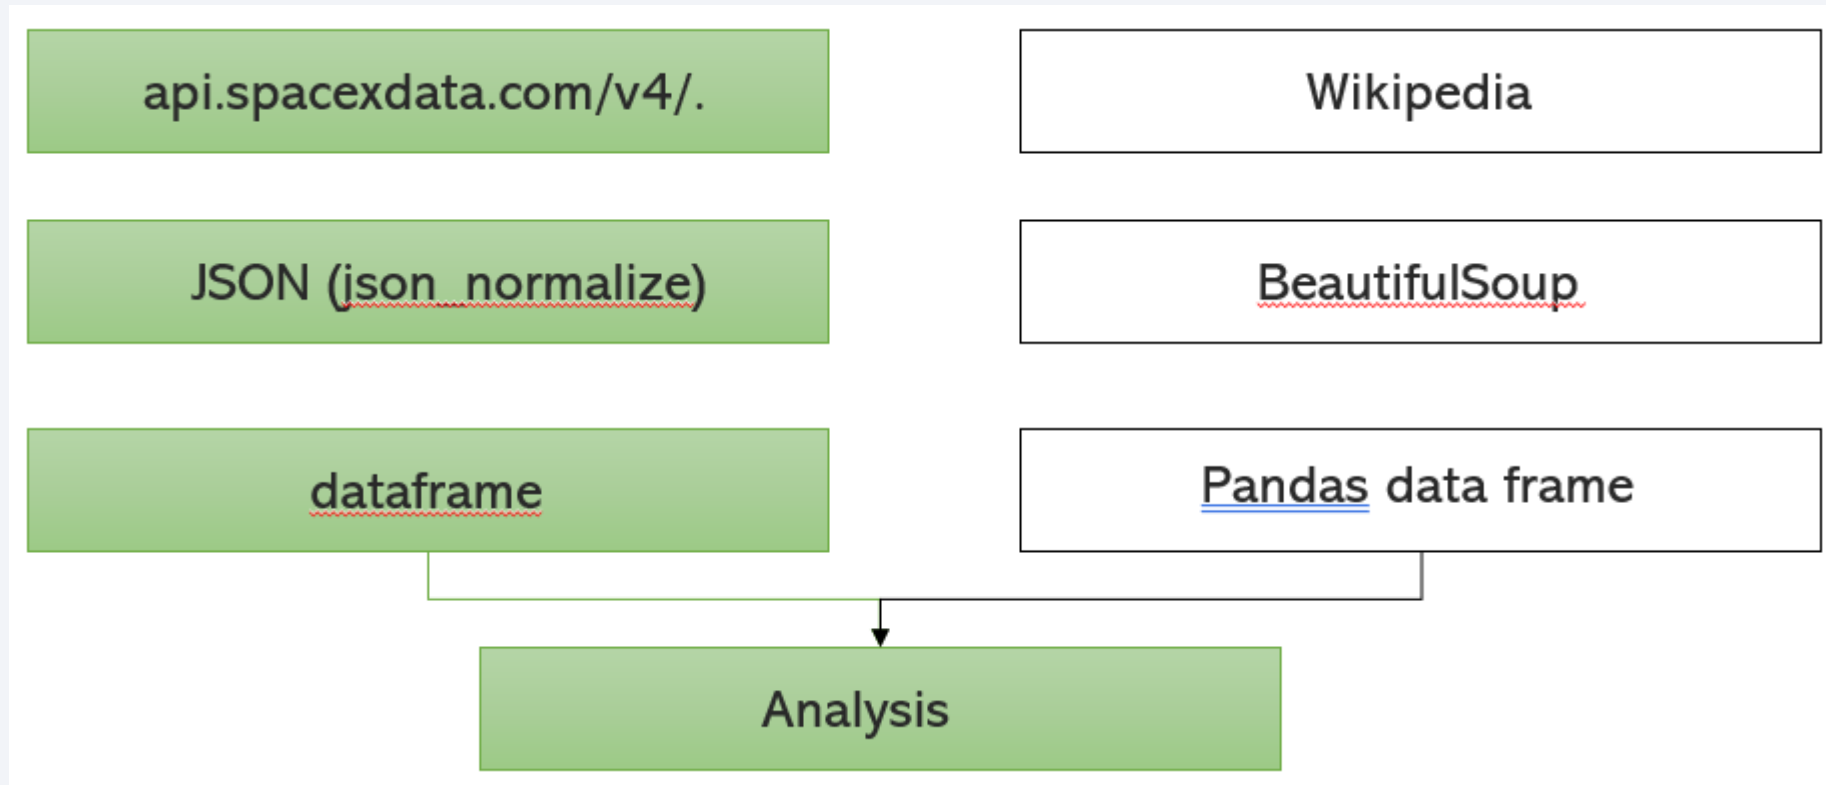 api.spacexdata.com/v4/.
Wikipedia
JSON (json_normalize)
BeautifulSoup
dataframe
Pandas data frame
Analysis